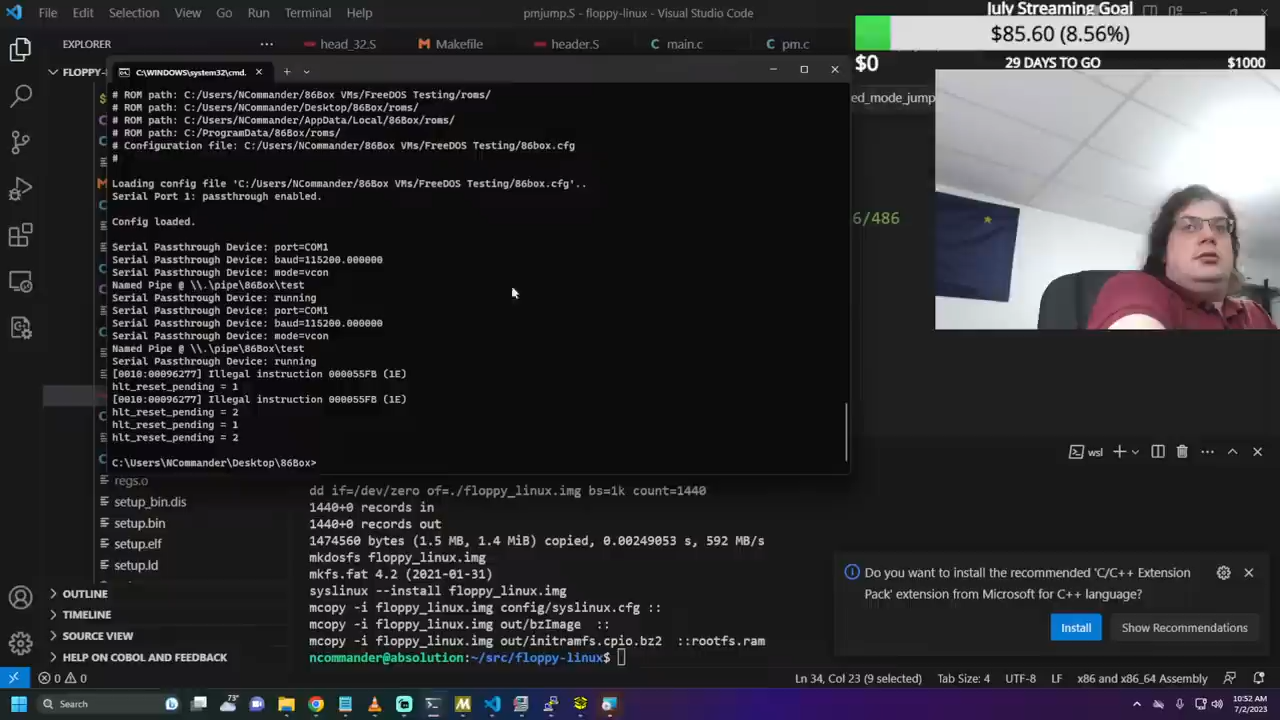 File Edit Selection View Go Run Terminal Help
pmjump.S - floppy-linux - Visual Studio Code
July Streaming Goal
$85.60 (8.56%)
$0
29 DAYS TO GO
$1000
EXPLORER
head_32.S
Makefile
header.S
main.c
pm.c
FLOPPY-
C:\WINDOWS\system32\cmd.
ed_mode_jump
6/486
# ROM path: C:/Users/NCommander/86Box VMs/FreeDOS Testing/roms/
# ROM path: C:/Users/NCommander/Desktop/86Box/roms/
# ROM path: C:/Users/NCommander/AppData/Local/86Box/roms/
# ROM path: C:/ProgramData/86Box/roms/
# Configuration file: C:/Users/NCommander/86Box VMs/FreeDOS Testing/86box.cfg
#
Loading config file 'C:/Users/NCommander/86Box VMs/FreeDOS Testing/86box.cfg'..
Serial Port 1: passthrough enabled.
Config loaded.
Serial Passthrough Device: port=COM1
Serial Passthrough Device: baud=115200.000000
Serial Passthrough Device: mode=vcon
Named Pipe @ \\.\pipe\86Box\test
Serial Passthrough Device: running
Serial Passthrough Device: port=COM1
Serial Passthrough Device: baud=115200.000000
Serial Passthrough Device: mode=vcon
Named Pipe @ \\.\pipe\86Box\test
Serial Passthrough Device: running
[0010:00096277] Illegal instruction 000055FB (1E)
hlt_reset_pending = 1
[0010:00096277] Illegal instruction 000055FB (1E)
hlt_reset_pending = 2
hlt_reset_pending = 1
hlt_reset_pending = 2
C:\Users\NCommander\Desktop\86Box>
wsl
regs.o
setup_bin.dis
setup.bin
setup.elf
setup.ld
OUTLINE
TIMELINE
SOURCE VIEW
HELP ON COBOL AND FEEDBACK
dd if=/dev/zero of=./floppy_linux.img bs=1k count=1440
1440+0 records in
1440+0 records out
1474560 bytes (1.5 MB, 1.4 MiB) copied, 0.00249053 s, 592 MB/s
mkdosfs floppy_linux.img
mkfs.fat 4.2 (2021-01-31)
syslinux --install floppy_linux.img
mcopy -i floppy_linux.img config/syslinux.cfg ::
mcopy -i floppy_linux.img out/bzImage ::
mcopy -i floppy_linux.img out/initramfs.cpio.bz2 ::rootfs.ram
ncommander@absolution:~/src/floppy-linux$
Do you want to install the recommended 'C/C++ Extension
Pack' extension from Microsoft for C++ language?
Install
Show Recommendations
0 0
Ln 34, Col 23 (9 selected) Tab Size: 4 UTF-8 LF x86 and x86_64 Assembly
Search
73°
10:52 AM
7/2/2023